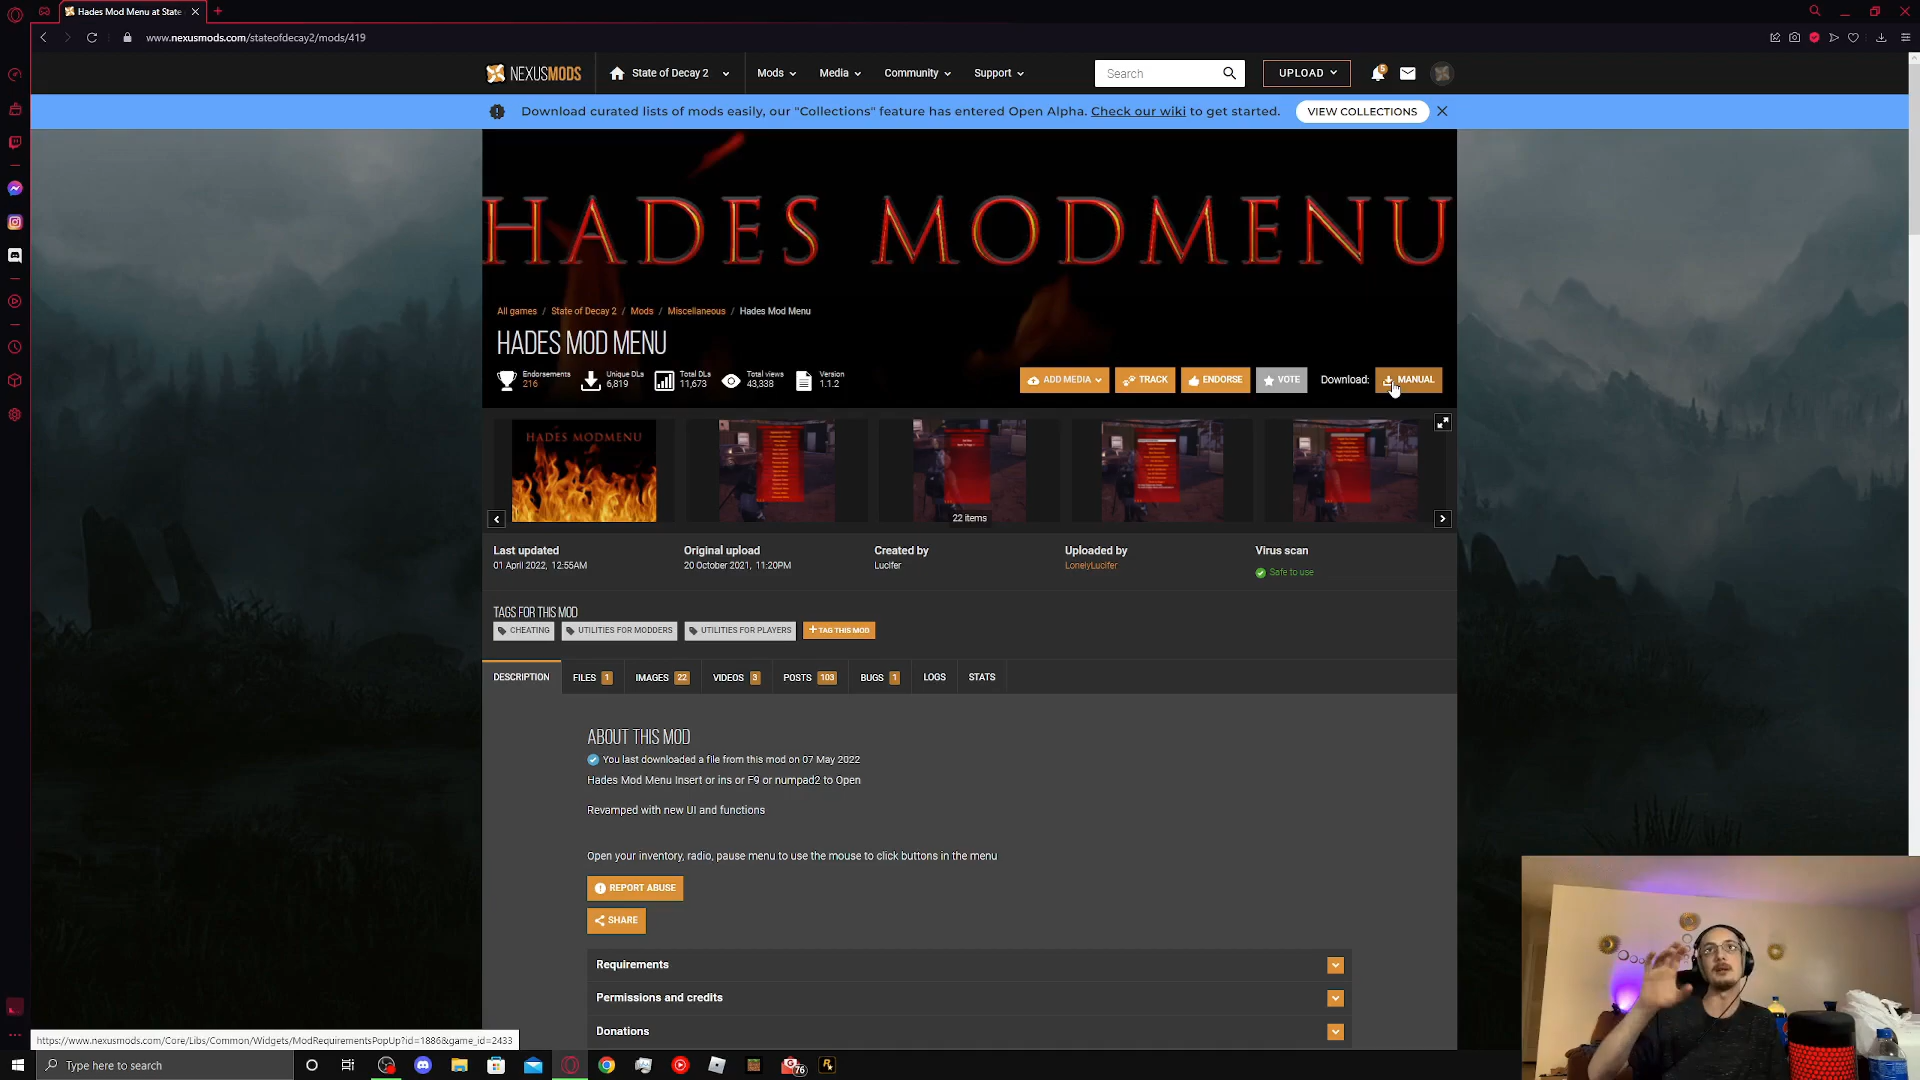 Hades Mod Menu at State
www.nexusmods.com/stateofdecay2/mods/419
NEXUSMODS
State of Decay 2
Mods
Media
Community
Support
Search
UPLOAD
5
Download curated lists of mods easily, our "Collections" feature has entered Open Alpha. Check our wiki to get started.
VIEW COLLECTIONS
HADES MODMENU
All games / State of Decay 2 / Mods / Miscellaneous / Hades Mod Menu
HADES MOD MENU
Endorsements
216
Unique DLs
6,819
Total DLs
11,673
Total views
43,338
Version
1.1.2
ADD MEDIA
TRACK
ENDORSE
VOTE
Download:
MANUAL
HADES MODMENU
22 items
Last updated
01 April 2022, 12:55AM
Original upload
20 October 2021, 11:20PM
Created by
Lucifer
Uploaded by
LonelyLucifer
Virus scan
Safe to use
TAGS FOR THIS MOD
CHEATING
UTILITIES FOR MODDERS
UTILITIES FOR PLAYERS
+ TAG THIS MOD
DESCRIPTION
FILES 1
IMAGES 22
VIDEOS 3
POSTS 103
BUGS 1
LOGS
STATS
ABOUT THIS MOD
You last downloaded a file from this mod on 07 May 2022
Hades Mod Menu Insert or ins or F9 or numpad2 to Open
Revamped with new UI and functions
Open your inventory, radio, pause menu to use the mouse to click buttons in the menu
REPORT ABUSE
SHARE
Requirements
Permissions and credits
Donations
https://www.nexusmods.com/Core/Libs/Common/Widgets/ModRequirementsPopUp?id=1886&game_id=2433
Type here to search
76